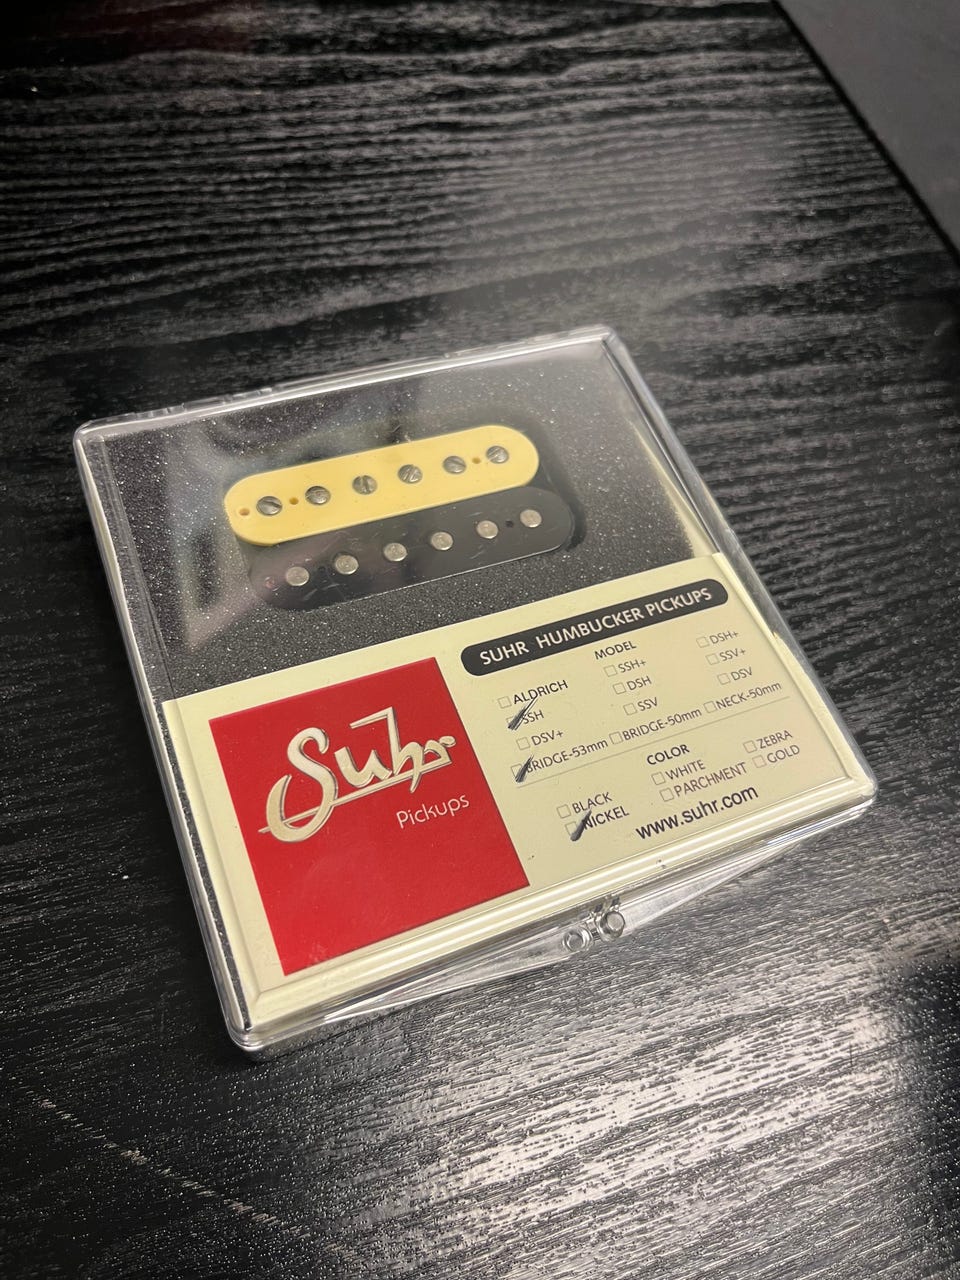 Suhr
Pickups
SUHR HUMBUCKER PICKUPS
MODEL
ALDRICH SSH+ DSH+
SSH DSH SSV+
DSV+ SSV DSV
BRIDGE-53mm BRIDGE-50mm NECK-50mm
COLOR
BLACK WHITE ZEBRA
NICKEL PARCHMENT GOLD
www.suhr.com